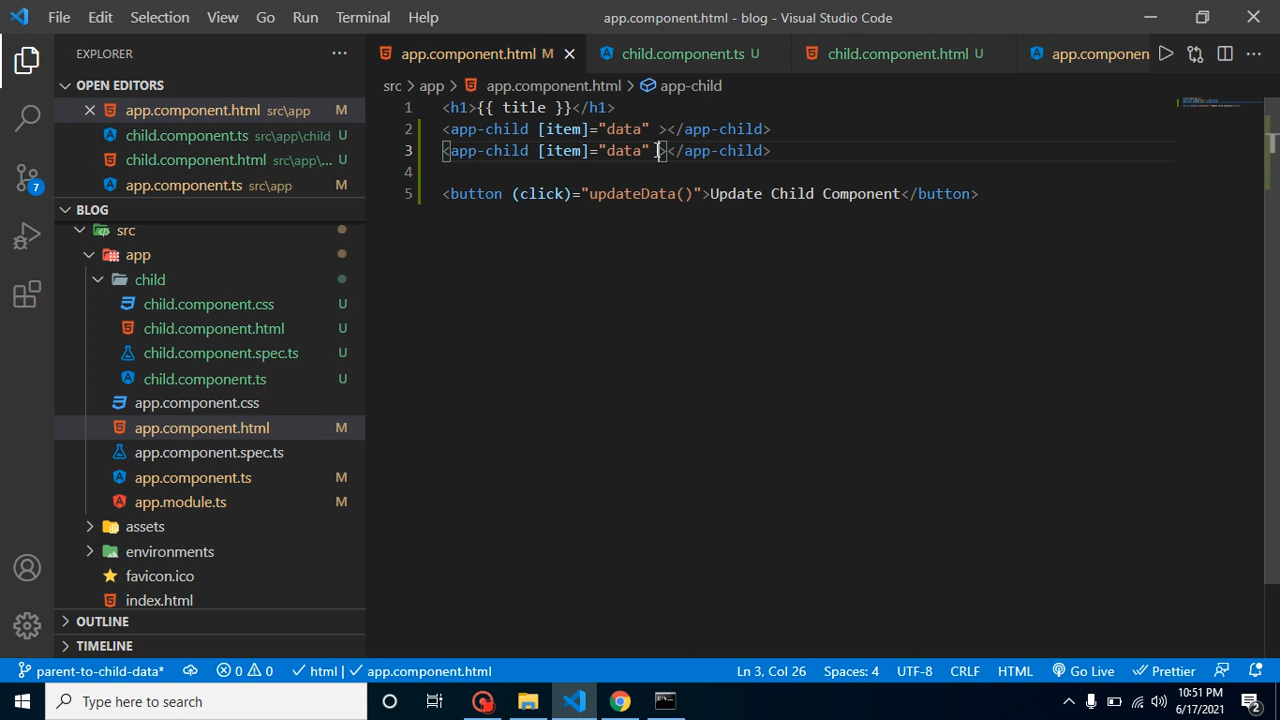 File Edit Selection View Go Run Terminal Help app.component.html - blog - Visual Studio Code
EXPLORER
app.component.html M child.component.ts U child.component.html U app.componen
OPEN EDITORS
src > app > app.component.html > app-child
app.component.html src\app M
child.component.ts src\app\child U
child.component.html src\app\... U
app.component.ts src\app M
1 <h1>{{ title }}</h1>
2 <app-child [item]="data" ></app-child>
3 <app-child [item]="data" ></app-child>
4
5 <button (click)="updateData()">Update Child Component</button>
7
BLOG
src
app
child
child.component.css U
child.component.html U
child.component.spec.ts U
child.component.ts U
app.component.css
app.component.html M
app.component.spec.ts
app.component.ts M
app.module.ts M
assets
environments
favicon.ico
index.html
OUTLINE
TIMELINE
parent-to-child-data* 0 0 html | app.component.html Ln 3, Col 26 Spaces: 4 UTF-8 CRLF HTML Go Live Prettier
Type here to search
10:51 PM
6/17/2021
2